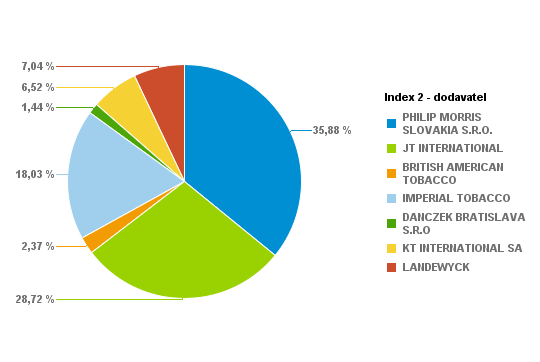 7,04 %
6,52 %
1,44 %
18,03 %
2,37 %
28,72 %
35,88 %
Index 2 - dodavatel
PHILIP MORRIS
SLOVAKIA S.R.O.
JT INTERNATIONAL
BRITISH AMERICAN
TOBACCO
IMPERIAL TOBACCO
DANCZEK BRATISLAVA
S.R.O
KT INTERNATIONAL SA
LANDEWYCK